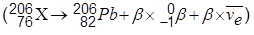 (²⁰⁶₇₆X → ²⁰⁶₈₂Pb + β × ⁰₋₁β + β × v̅ₑ)